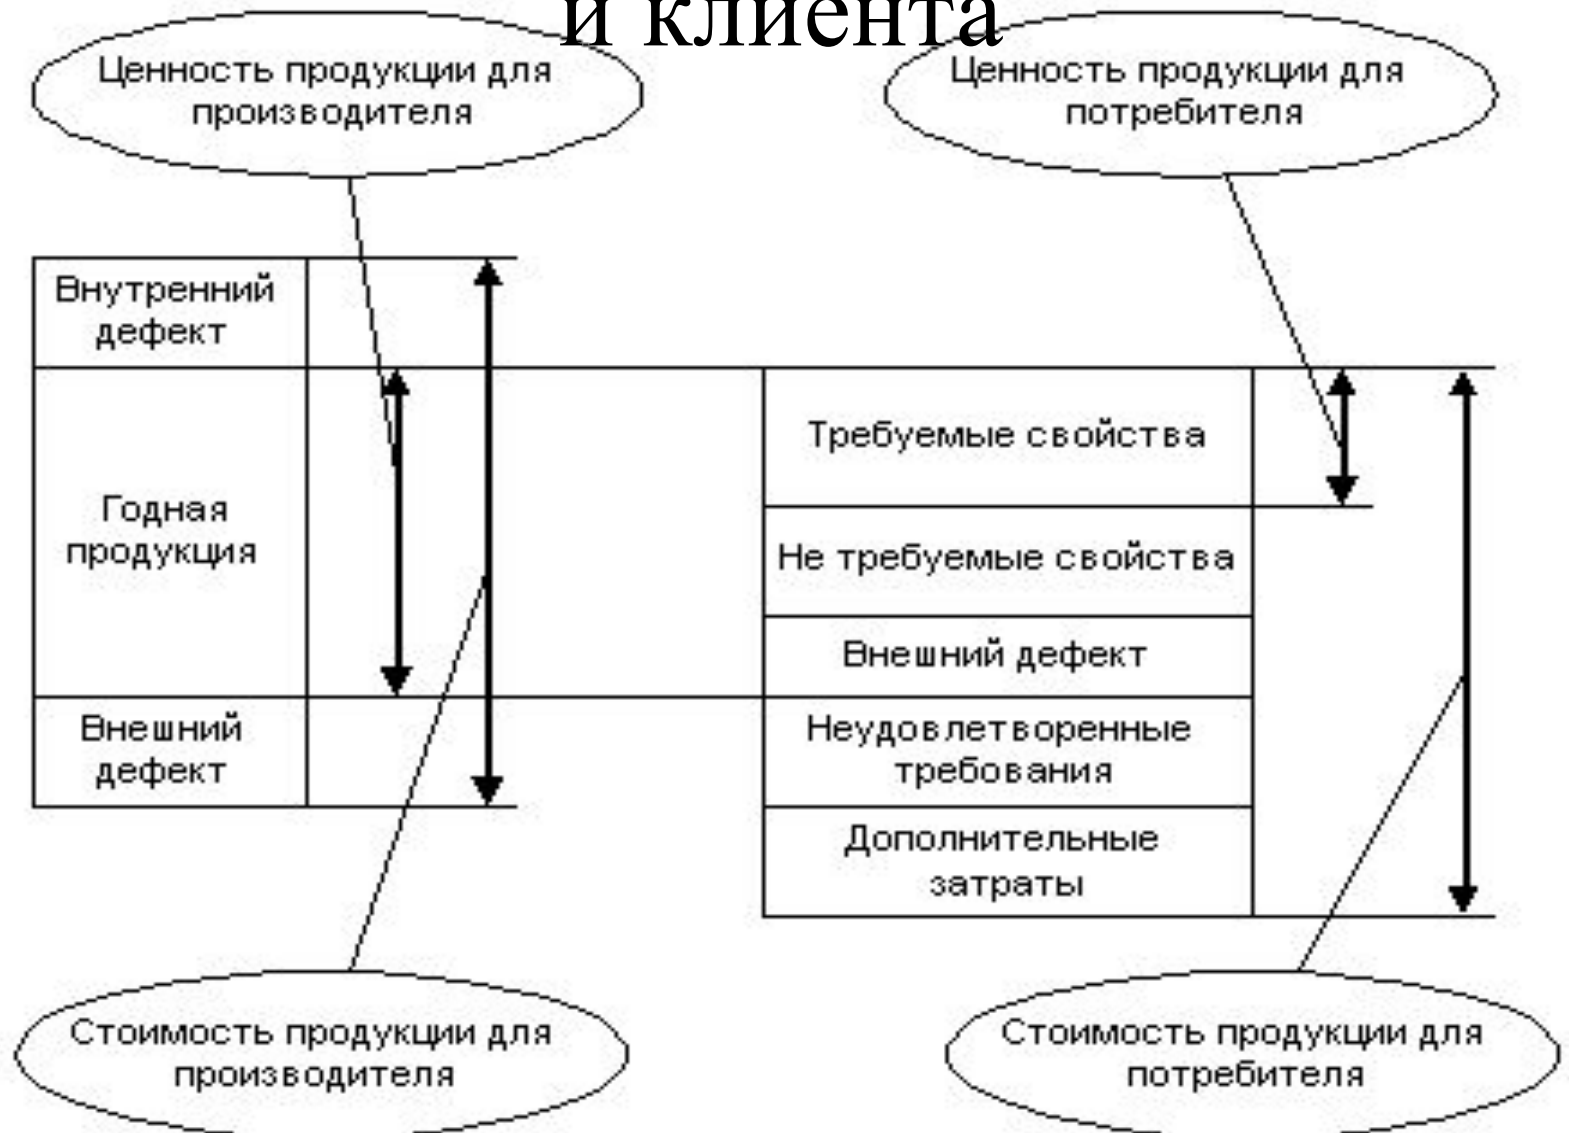 и клиента
Ценность продукции для
производителя
Ценность продукции для
потребителя
Внутренний
дефект
Годная
продукция
Внешний
дефект
Требуемые свойства
Не требуемые свойства
Внешний дефект
Неудовлетворенные
требования
Дополнительные
затраты
Стоимость продукции для
производителя
Стоимость продукции для
потребителя